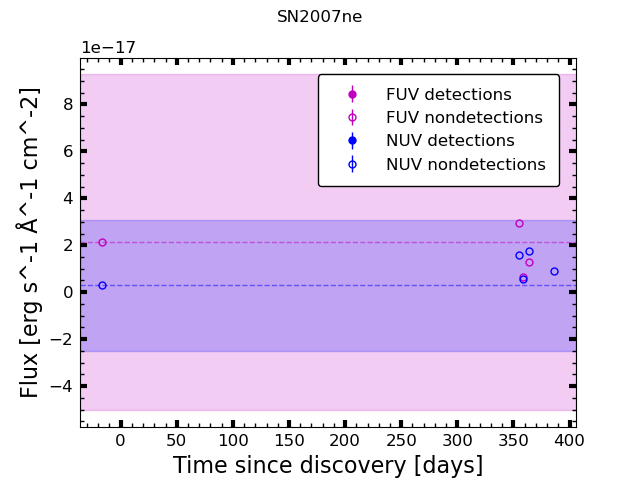 SN2007ne
1e−17
FUV detections
FUV nondetections
NUV detections
NUV nondetections
8
6
4
2
0
−2
−4
Flux [erg s^-1 Å^-1 cm^-2]
0 50 100 150 200 250 300 350 400
Time since discovery [days]